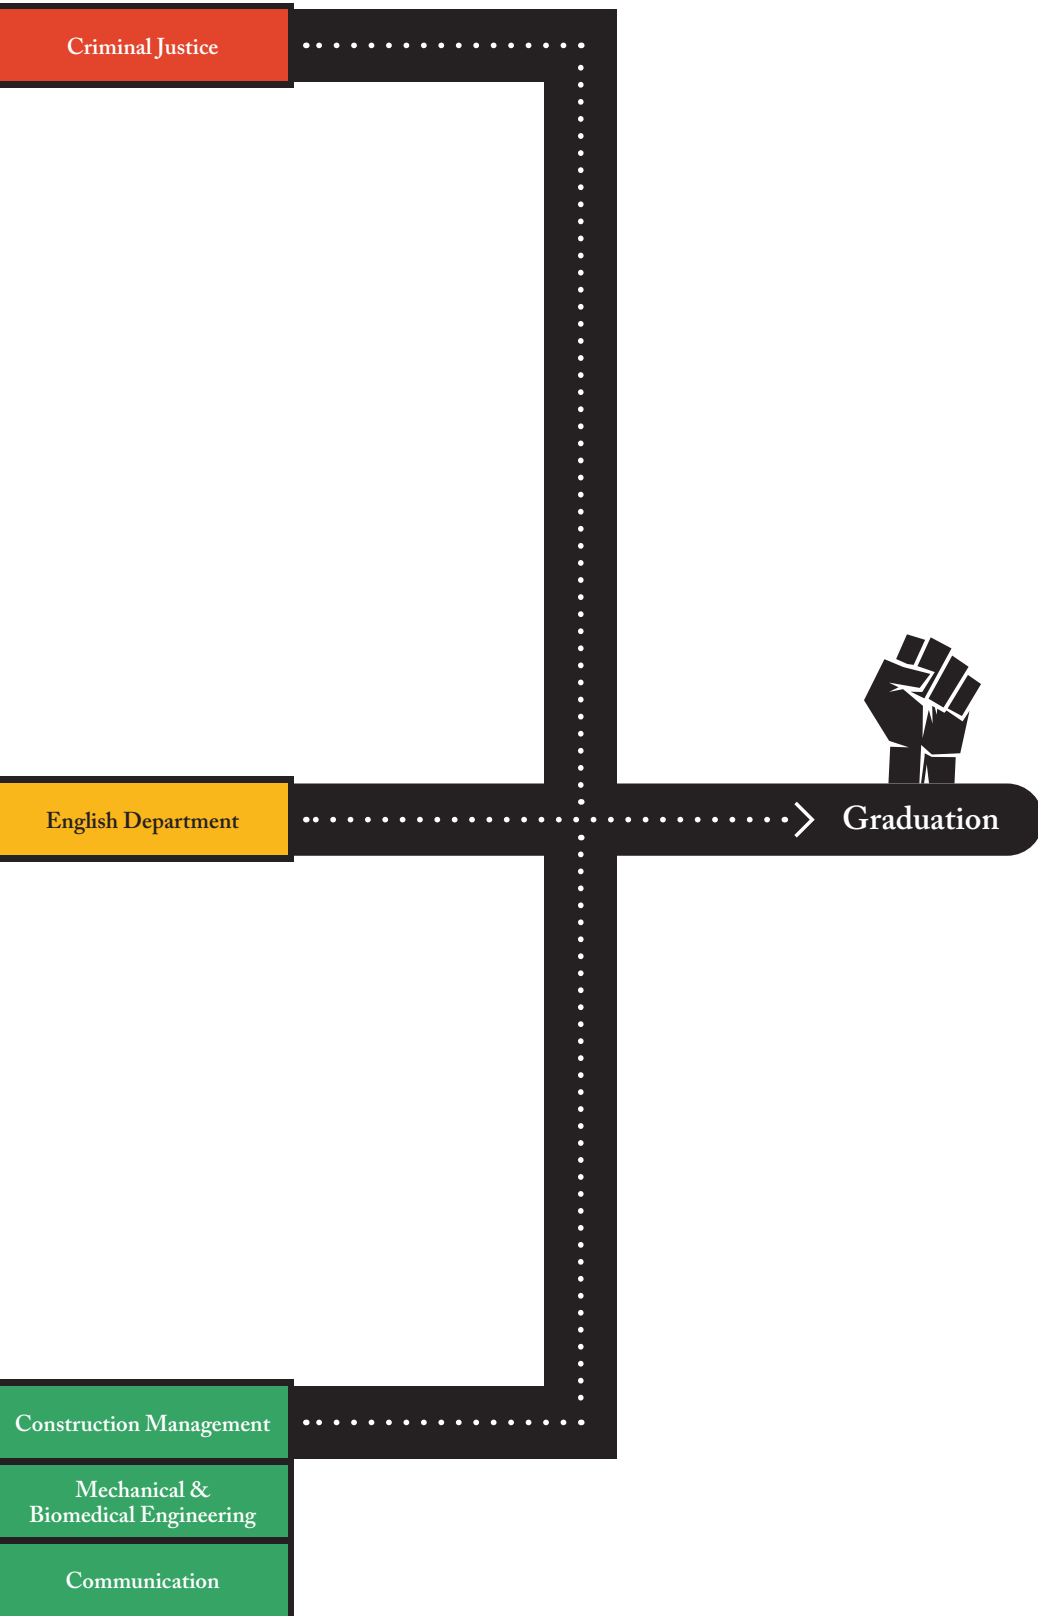 Criminal Justice
English Department
Graduation
Construction Management
Mechanical &
Biomedical Engineering
Communication